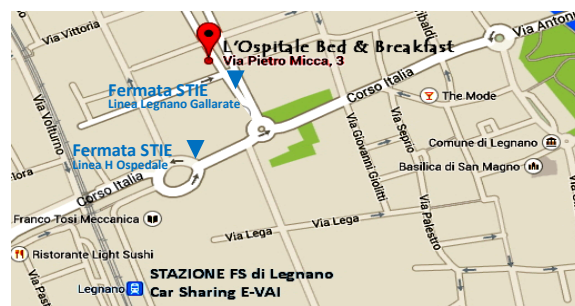 Via Vittoria
L'Ospitale Bed & Breakfast
Via Pietro Micca, 3
Via Antoni
Fermata STIE
Linea Legnano Gallarate
Corso Italia
The Mode
Via Volturno
Fermata STIE
Linea H Ospedale
Via Giovanni Giolitti
Via Seprio
Comune di Legnano
Basilica di San Magno
Corso Italia
Franco Tosi Meccanica
Via Lega
Via Lega
Via Palestro
Ristorante Light Sushi
Legnano
STAZIONE FS di Legnano
Car Sharing E-VAI